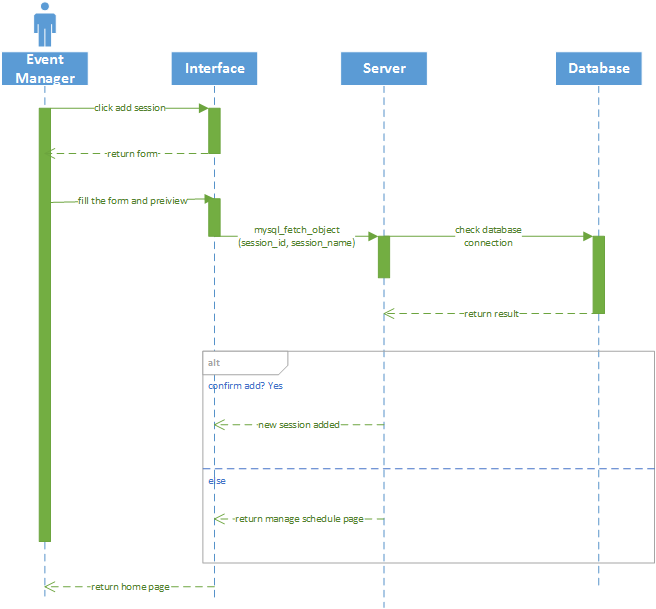 Event
Manager
Interface
Server
Database
click add session
return form
fill the form and preiview
mysql_fetch_object
(session_id, session_name)
check database
connection
return result
alt
confirm add? Yes
new session added
else
return manage schedule page
return home page